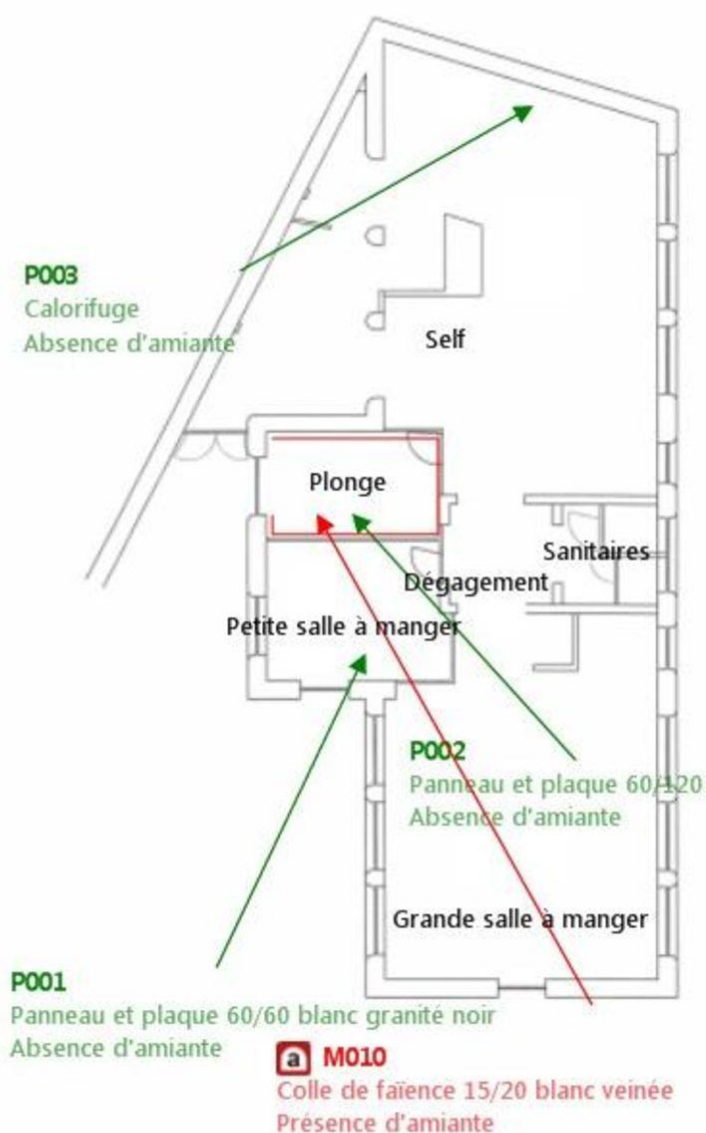 P003
Calorifuge
Absence d'amiante
Self
Plonge
Sanitaires
Dégagement
Petite salle à manger
P002
Panneau et plaque 60/120
Absence d'amiante
Grande salle à manger
P001
Panneau et plaque 60/60 blanc granité noir
Absence d'amiante
a M010
Colle de faïence 15/20 blanc veinée
Présence d'amiante